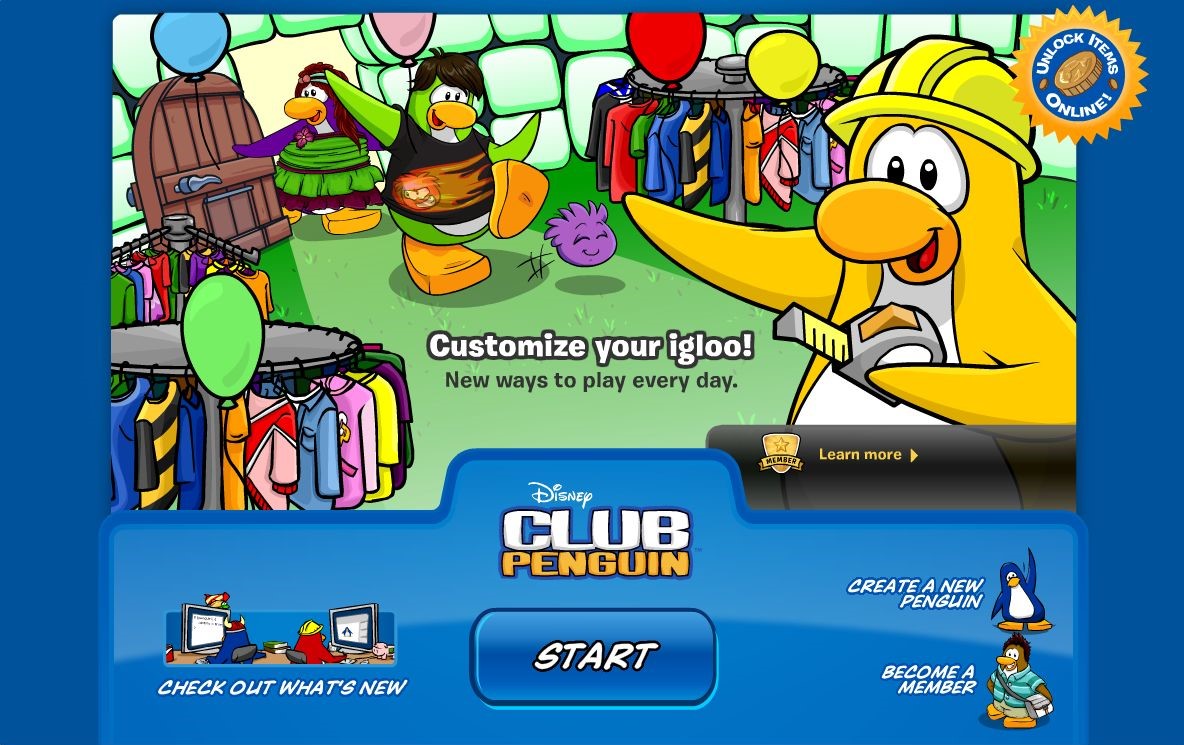 UNLOCK ITEMS
ONLINE!
Customize your igloo!
New ways to play every day.
MEMBER
Learn more
Disney
CLUB
PENGUIN
CREATE A NEW
PENGUIN
START
BECOME A
MEMBER
CHECK OUT WHAT'S NEW